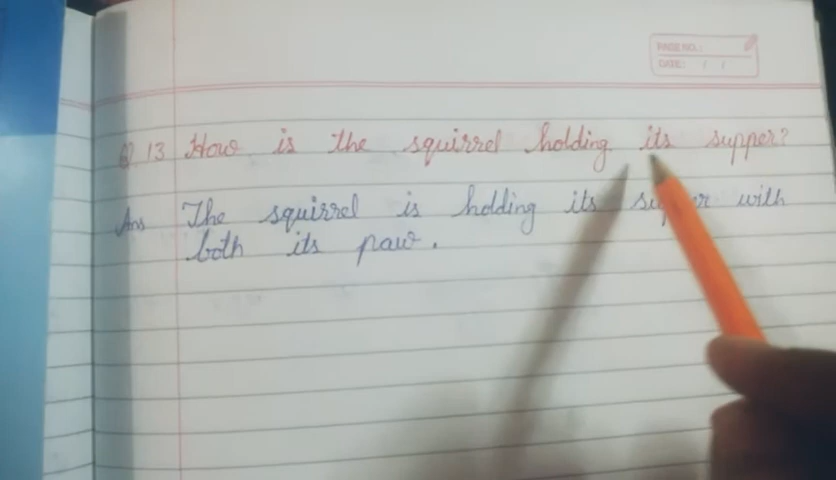 PAGE NO.:
DATE: / /
Q.13 How is the squirrel holding its supper?
Ans The squirrel is holding its with
both its paw.